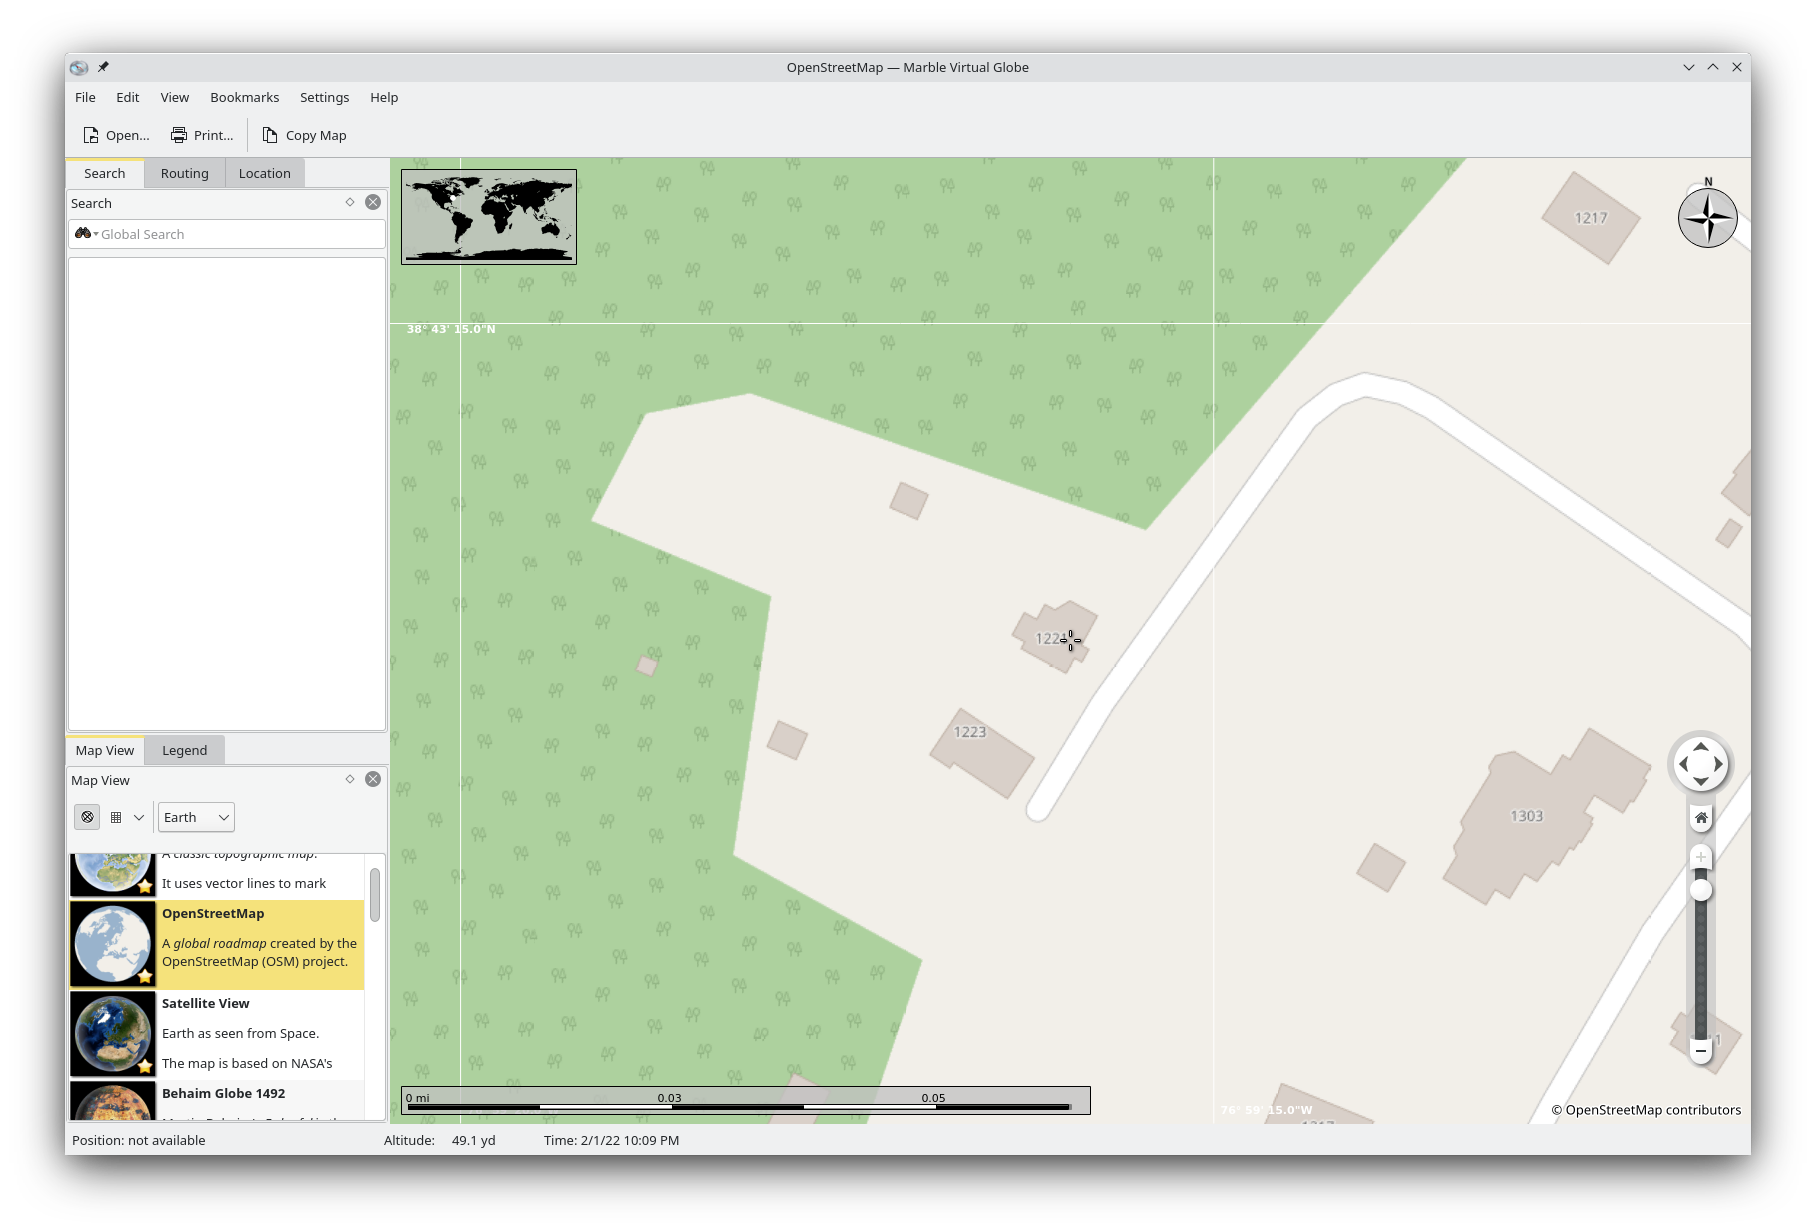 OpenStreetMap — Marble Virtual Globe
File Edit View Bookmarks Settings Help
Open... Print... Copy Map
Search Routing Location
Search
Global Search
Map View Legend
Map View
Earth
A classic topographic map.
It uses vector lines to mark
OpenStreetMap
A global roadmap created by the
OpenStreetMap (OSM) project.
Satellite View
Earth as seen from Space.
The map is based on NASA's
Behaim Globe 1492
N
1217
38° 43' 15.0"N
1221
1223
1303
0 mi 0.03 0.05
76° 59' 15.0"W
© OpenStreetMap contributors
Position: not available Altitude: 49.1 yd Time: 2/1/22 10:09 PM